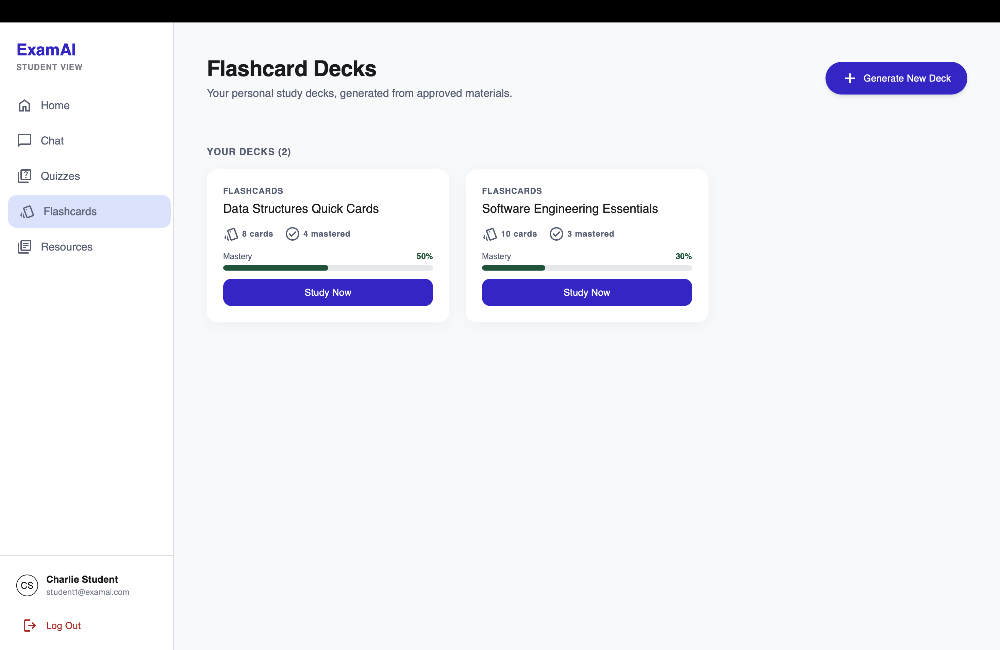 ExamAI
STUDENT VIEW
Home
Chat
Quizzes
Flashcards
Resources
Charlie Student
CS
student1@examai.com
Log Out
Flashcard Decks
Your personal study decks, generated from approved materials.
Generate New Deck
YOUR DECKS (2)
FLASHCARDS
Data Structures Quick Cards
8 cards 4 mastered
Mastery 50%
Study Now
FLASHCARDS
Software Engineering Essentials
10 cards 3 mastered
Mastery 30%
Study Now